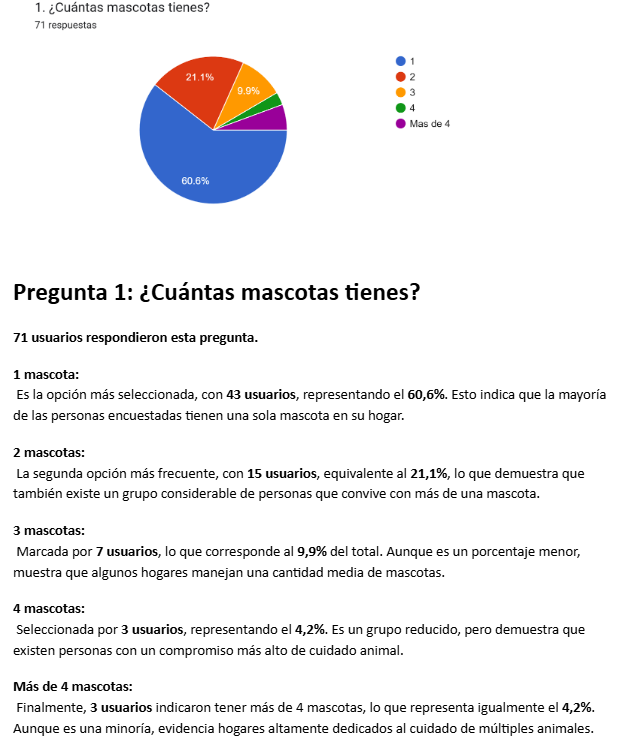 1. ¿Cuántas mascotas tienes?
71 respuestas
21.1%
9.9%
60.6%
1
2
3
4
Mas de 4
Pregunta 1: ¿Cuántas mascotas tienes?
71 usuarios respondieron esta pregunta.
1 mascota:
Es la opción más seleccionada, con 43 usuarios, representando el 60,6%. Esto indica que la mayoría
de las personas encuestadas tienen una sola mascota en su hogar.
2 mascotas:
La segunda opción más frecuente, con 15 usuarios, equivalente al 21,1%, lo que demuestra que
también existe un grupo considerable de personas que convive con más de una mascota.
3 mascotas:
Marcada por 7 usuarios, lo que corresponde al 9,9% del total. Aunque es un porcentaje menor,
muestra que algunos hogares manejan una cantidad media de mascotas.
4 mascotas:
Seleccionada por 3 usuarios, representando el 4,2%. Es un grupo reducido, pero demuestra que
existen personas con un compromiso más alto de cuidado animal.
Más de 4 mascotas:
Finalmente, 3 usuarios indicaron tener más de 4 mascotas, lo que representa igualmente el 4,2%.
Aunque es una minoría, evidencia hogares altamente dedicados al cuidado de múltiples animales.